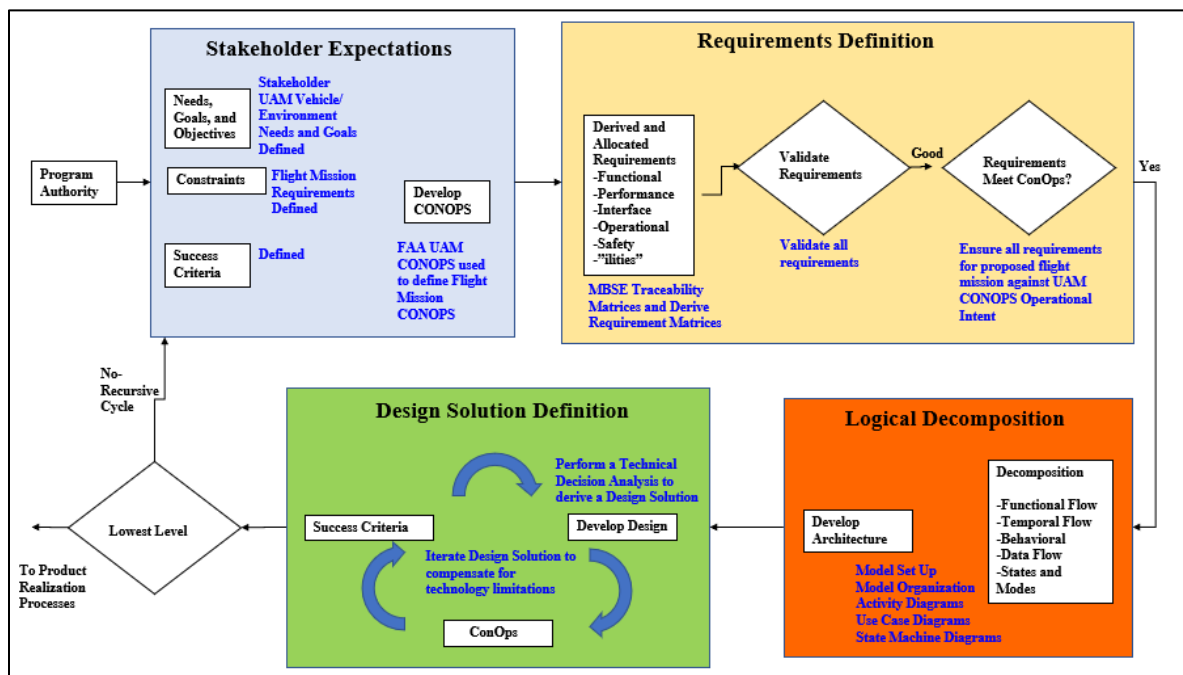 Stakeholder Expectations
Needs,
Goals, and
Objectives
Stakeholder
UAM Vehicle/
Environment
Needs and Goals
Defined
Program
Authority
Constraints
Flight Mission
Requirements
Defined
Develop
CONOPS
Success
Criteria
Defined
FAA UAM
CONOPS used
to define Flight
Mission
CONOPS
Requirements Definition
Derived and
Allocated
Requirements
-Functional
-Performance
-Interface
-Operational
-Safety
-”ilities”
MBSE Traceability
Matrices and Derive
Requirement Matrices
Validate
Requirements
Validate all
requirements
Good
Requirements
Meet ConOps?
Ensure all requirements
for proposed flight
mission against UAM
CONOPS Operational
Intent
Yes
Logical Decomposition
Decomposition
-Functional Flow
-Temporal Flow
-Behavioral
-Data Flow
-States and
Modes
Develop
Architecture
Model Set Up
Model Organization
Activity Diagrams
Use Case Diagrams
State Machine Diagrams
Design Solution Definition
Perform a Technical
Decision Analysis to
derive a Design Solution
Success Criteria
Develop Design
Iterate Design Solution to
compensate for
technology limitations
ConOps
No-
Recursive
Cycle
Lowest Level
To Product
Realization
Processes